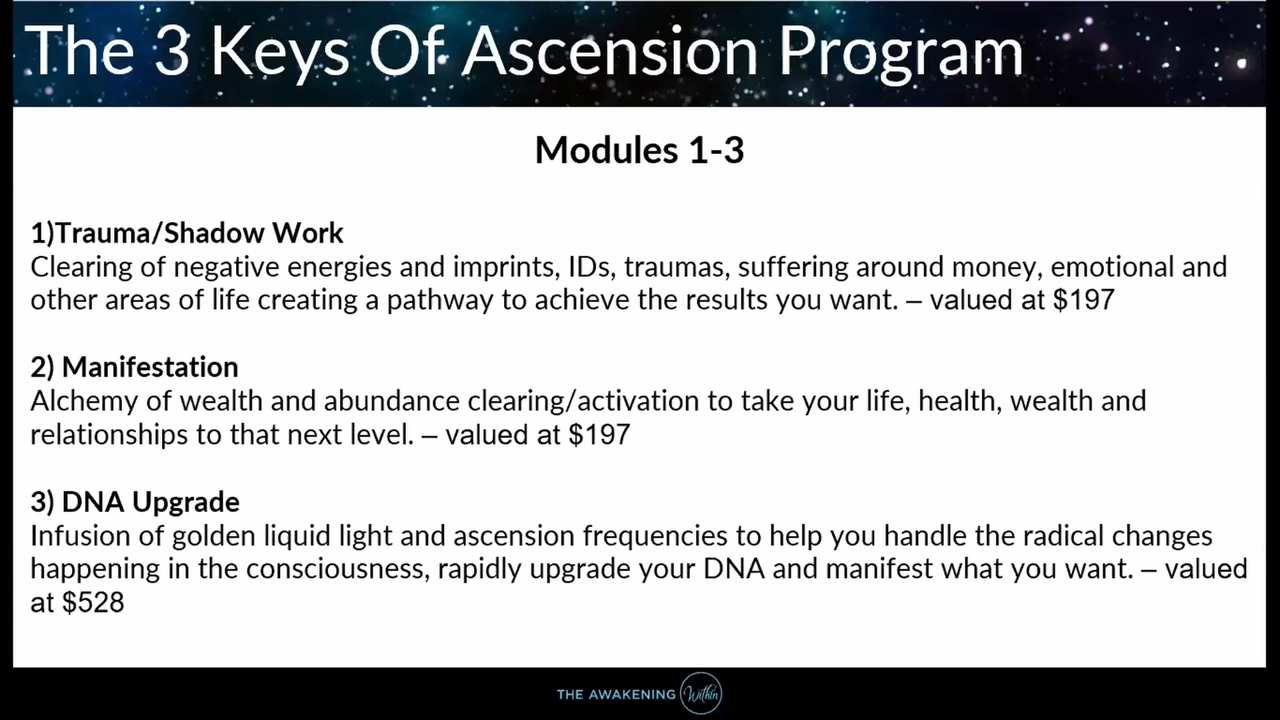 The 3 Keys Of Ascension Program
Modules 1-3
1)Trauma/Shadow Work
Clearing of negative energies and imprints, IDs, traumas, suffering around money, emotional and
other areas of life creating a pathway to achieve the results you want. – valued at $197
2) Manifestation
Alchemy of wealth and abundance clearing/activation to take your life, health, wealth and
relationships to that next level. – valued at $197
3) DNA Upgrade
Infusion of golden liquid light and ascension frequencies to help you handle the radical changes
happening in the consciousness, rapidly upgrade your DNA and manifest what you want. – valued
at $528
THE AWAKENING Within